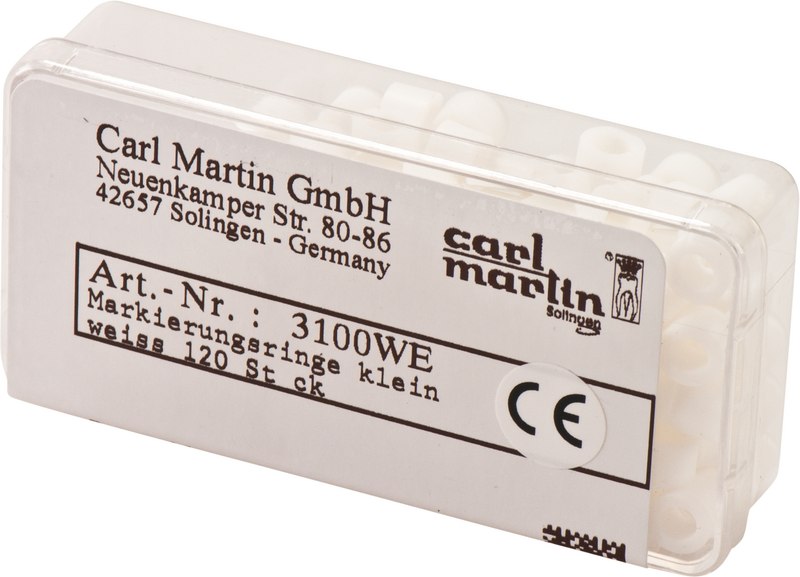 Carl Martin GmbH
Neuenkamper Str. 80-86
42657 Solingen - Germany
carl
martin
Solingen
Art.-Nr.: 3100WE
Markierungsringe klein
weiss 120 St ck
CE